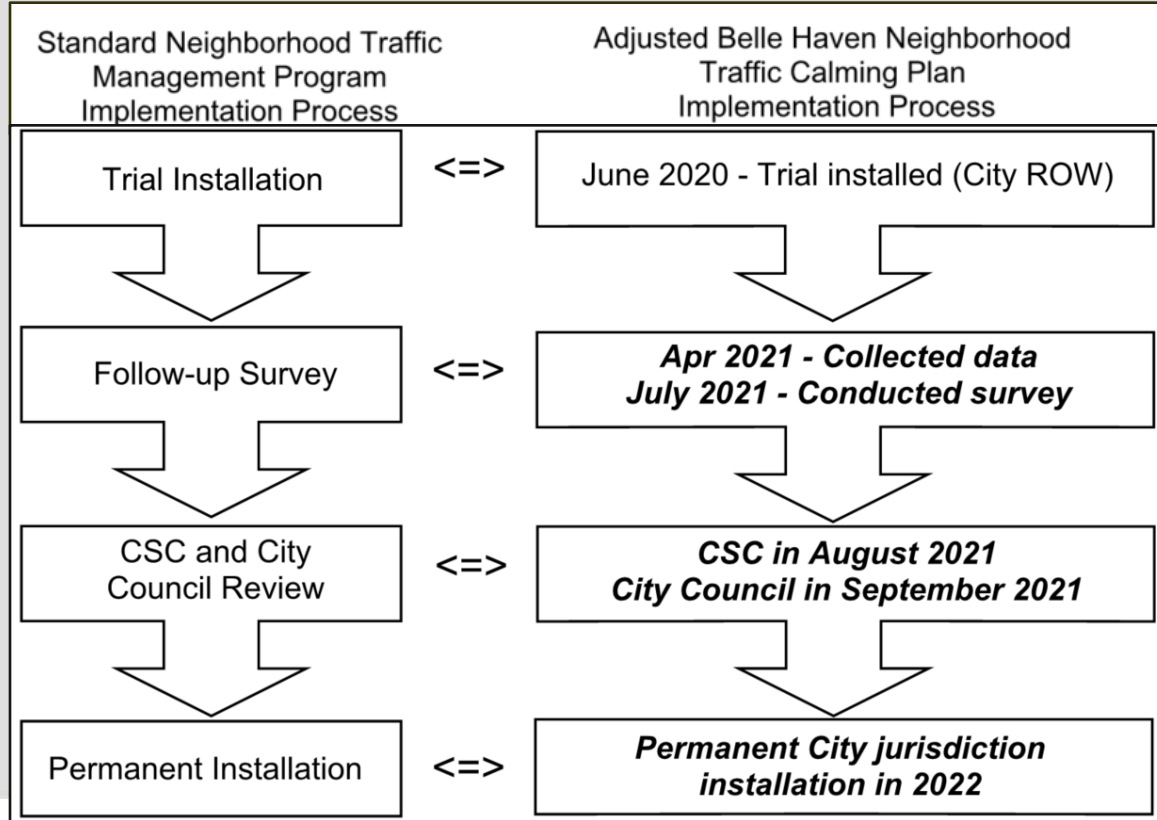 Standard Neighborhood Traffic
Management Program
Implementation Process
Adjusted Belle Haven Neighborhood
Traffic Calming Plan
Implementation Process
Trial Installation
<=>
June 2020 - Trial installed (City ROW)
Follow-up Survey
<=>
Apr 2021 - Collected data
July 2021 - Conducted survey
CSC and City
Council Review
<=>
CSC in August 2021
City Council in September 2021
Permanent Installation
<=>
Permanent City jurisdiction
installation in 2022